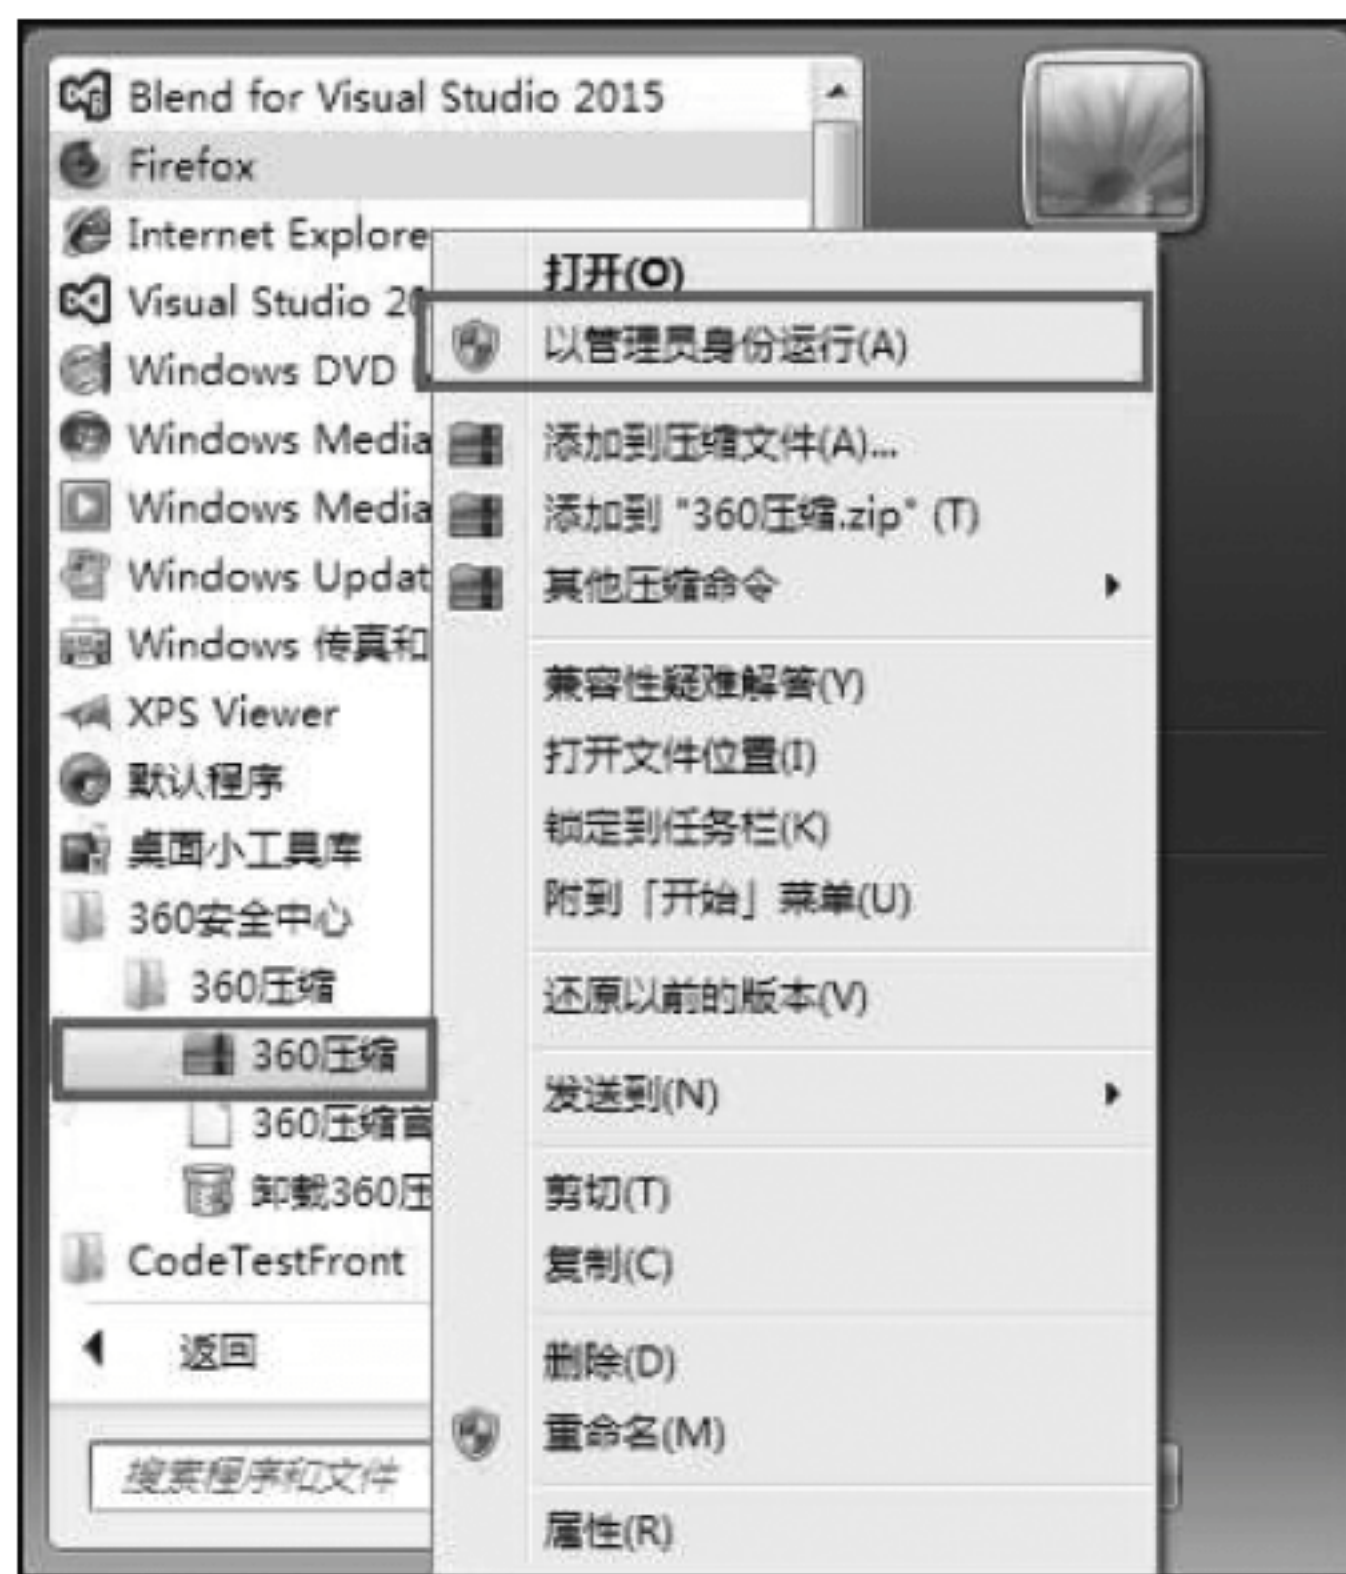 Blend for Visual Studio 2015
Firefox
Internet Explore
Visual Studio 20
Windows DVD
Windows Media
Windows Media
Windows Updat
Windows 传真和
XPS Viewer
默认程序
桌面小工具库
360安全中心
360压缩
360压缩
360压缩官
卸载360压
CodeTestFront
返回
搜索程序和文件
打开(O)
以管理员身份运行(A)
添加到压缩文件(A)...
添加到 "360压缩.zip" (T)
其他压缩命令
兼容性疑难解答(Y)
打开文件位置(I)
锁定到任务栏(K)
附到「开始」菜单(U)
还原以前的版本(V)
发送到(N)
剪切(T)
复制(C)
删除(D)
重命名(M)
属性(R)